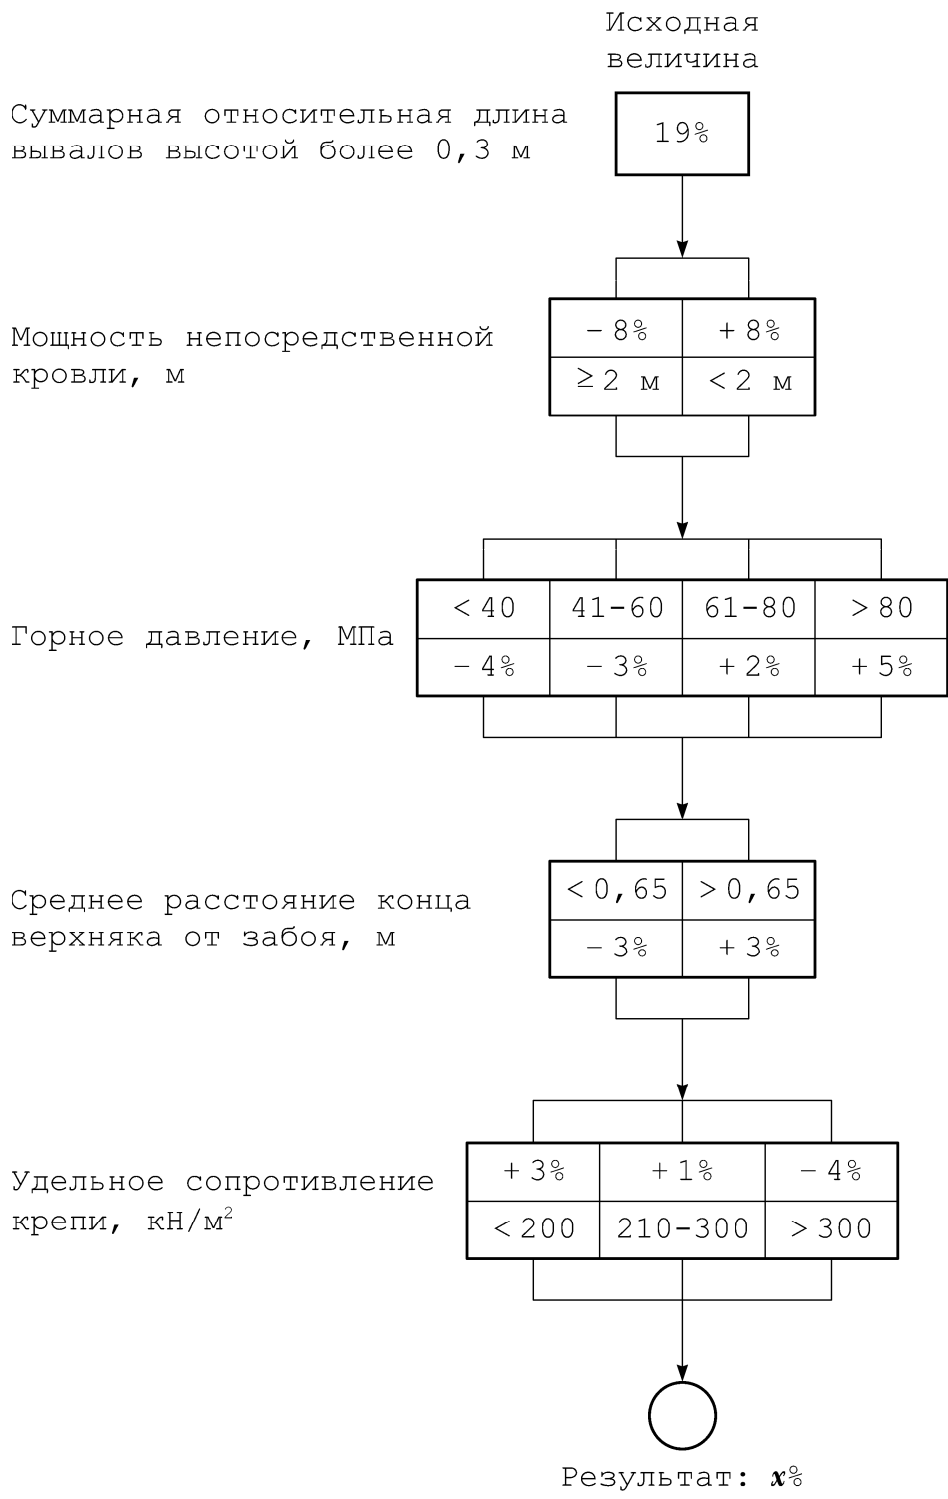 Исходная
величина
Суммарная относительная длина
вывалов высотой более 0,3 м
19%
Мощность непосредственной
кровли, м
– 8% + 8%
≥ 2 м < 2 м
Горное давление, МПа
< 40 41-60 61-80 > 80
– 4% – 3% + 2% + 5%
Среднее расстояние конца
верхняка от забоя, м
< 0,65 > 0,65
– 3% + 3%
Удельное сопротивление
крепи, кН/м²
+ 3% + 1% – 4%
< 200 210-300 > 300
Результат: x%